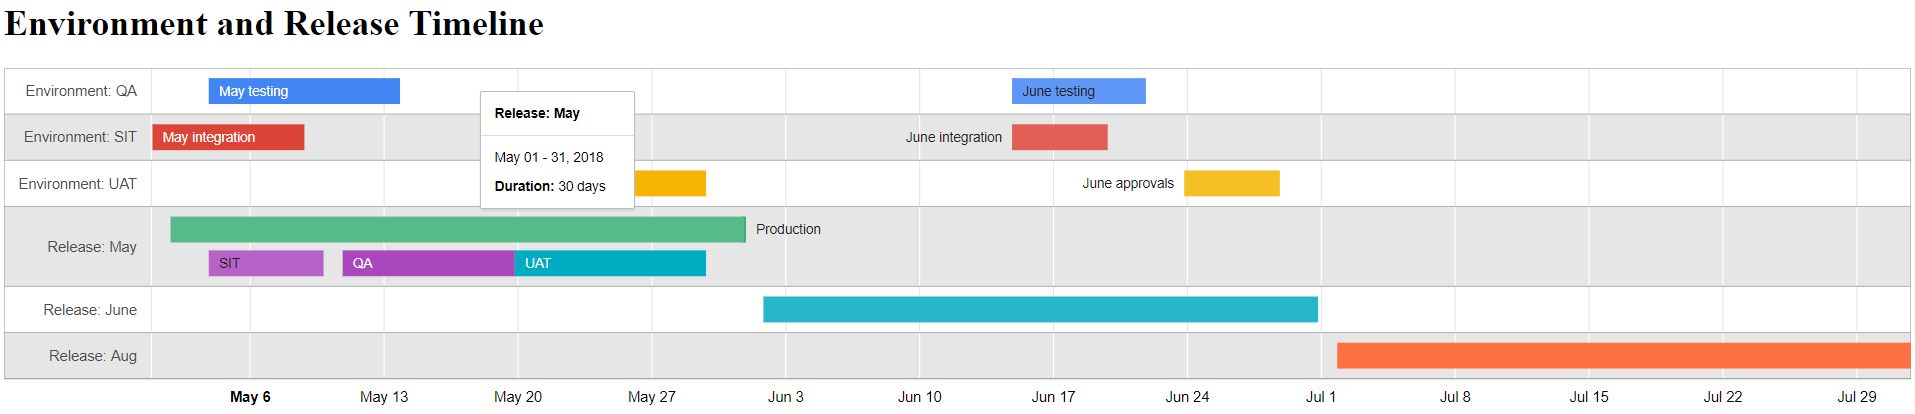 Environment and Release Timeline
Environment: QA
May testing
June testing
Release: May
May 01 - 31, 2018
Duration: 30 days
Environment: SIT
May integration
June integration
Environment: UAT
June approvals
Release: May
Production
SIT
QA
UAT
Release: June
Release: Aug
May 6 May 13 May 20 May 27 Jun 3 Jun 10 Jun 17 Jun 24 Jul 1 Jul 8 Jul 15 Jul 22 Jul 29